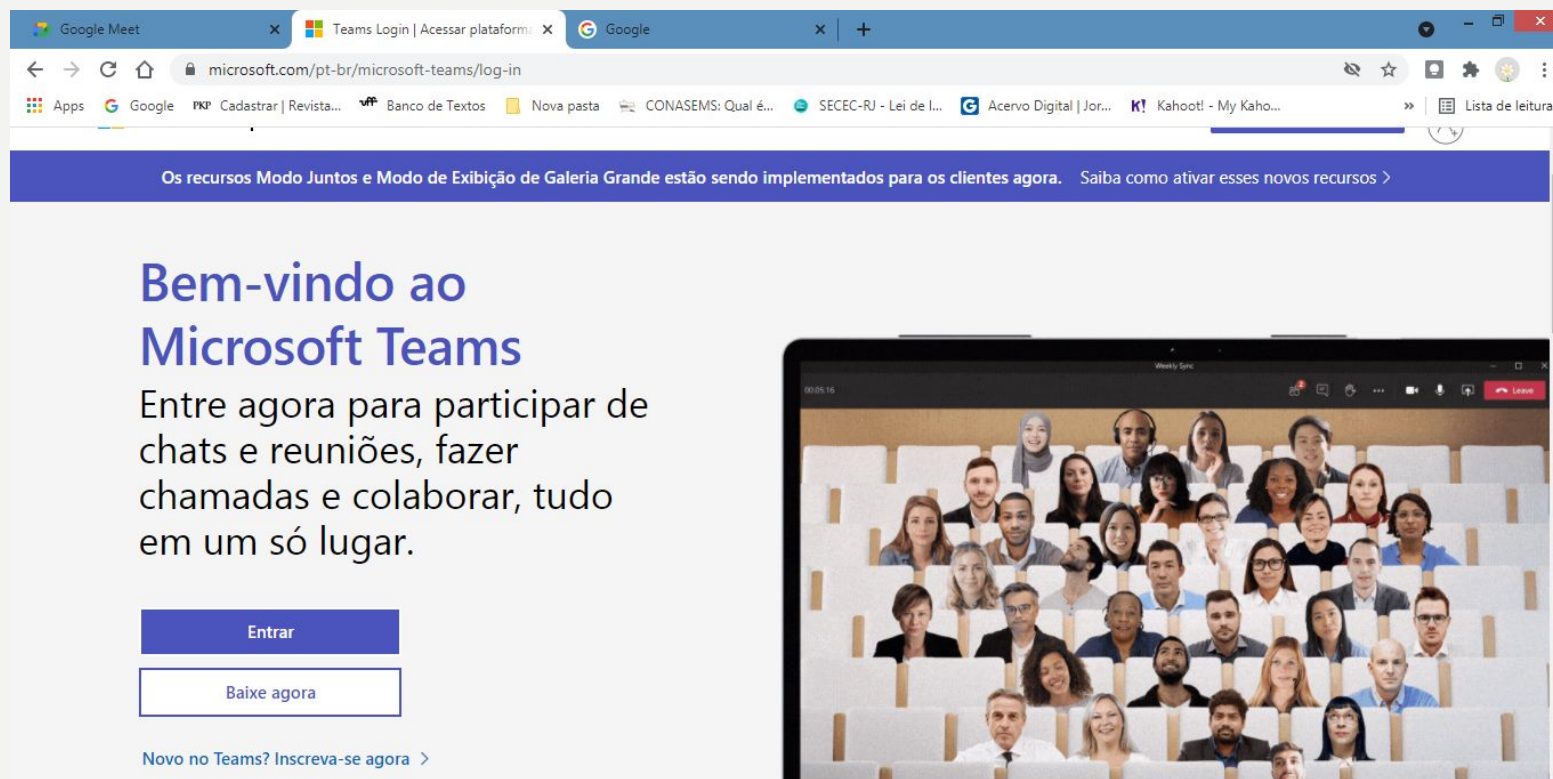 Google Meet
Teams Login | Acessar plataform
Google
microsoft.com/pt-br/microsoft-teams/log-in
Apps Google PKP Cadastrar | Revista... uff Banco de Textos Nova pasta CONASEMS: Qual é... SECEC-RJ - Lei de I... Acervo Digital | Jor... K! Kahoot! - My Kaho... » Lista de leitura
Os recursos Modo Juntos e Modo de Exibição de Galeria Grande estão sendo implementados para os clientes agora. Saiba como ativar esses novos recursos >
Bem-vindo ao
Microsoft Teams
Entre agora para participar de
chats e reuniões, fazer
chamadas e colaborar, tudo
em um só lugar.
Entrar
Baixe agora
Novo no Teams? Inscreva-se agora >
Weekly Sync
00:05:16
2
Leave